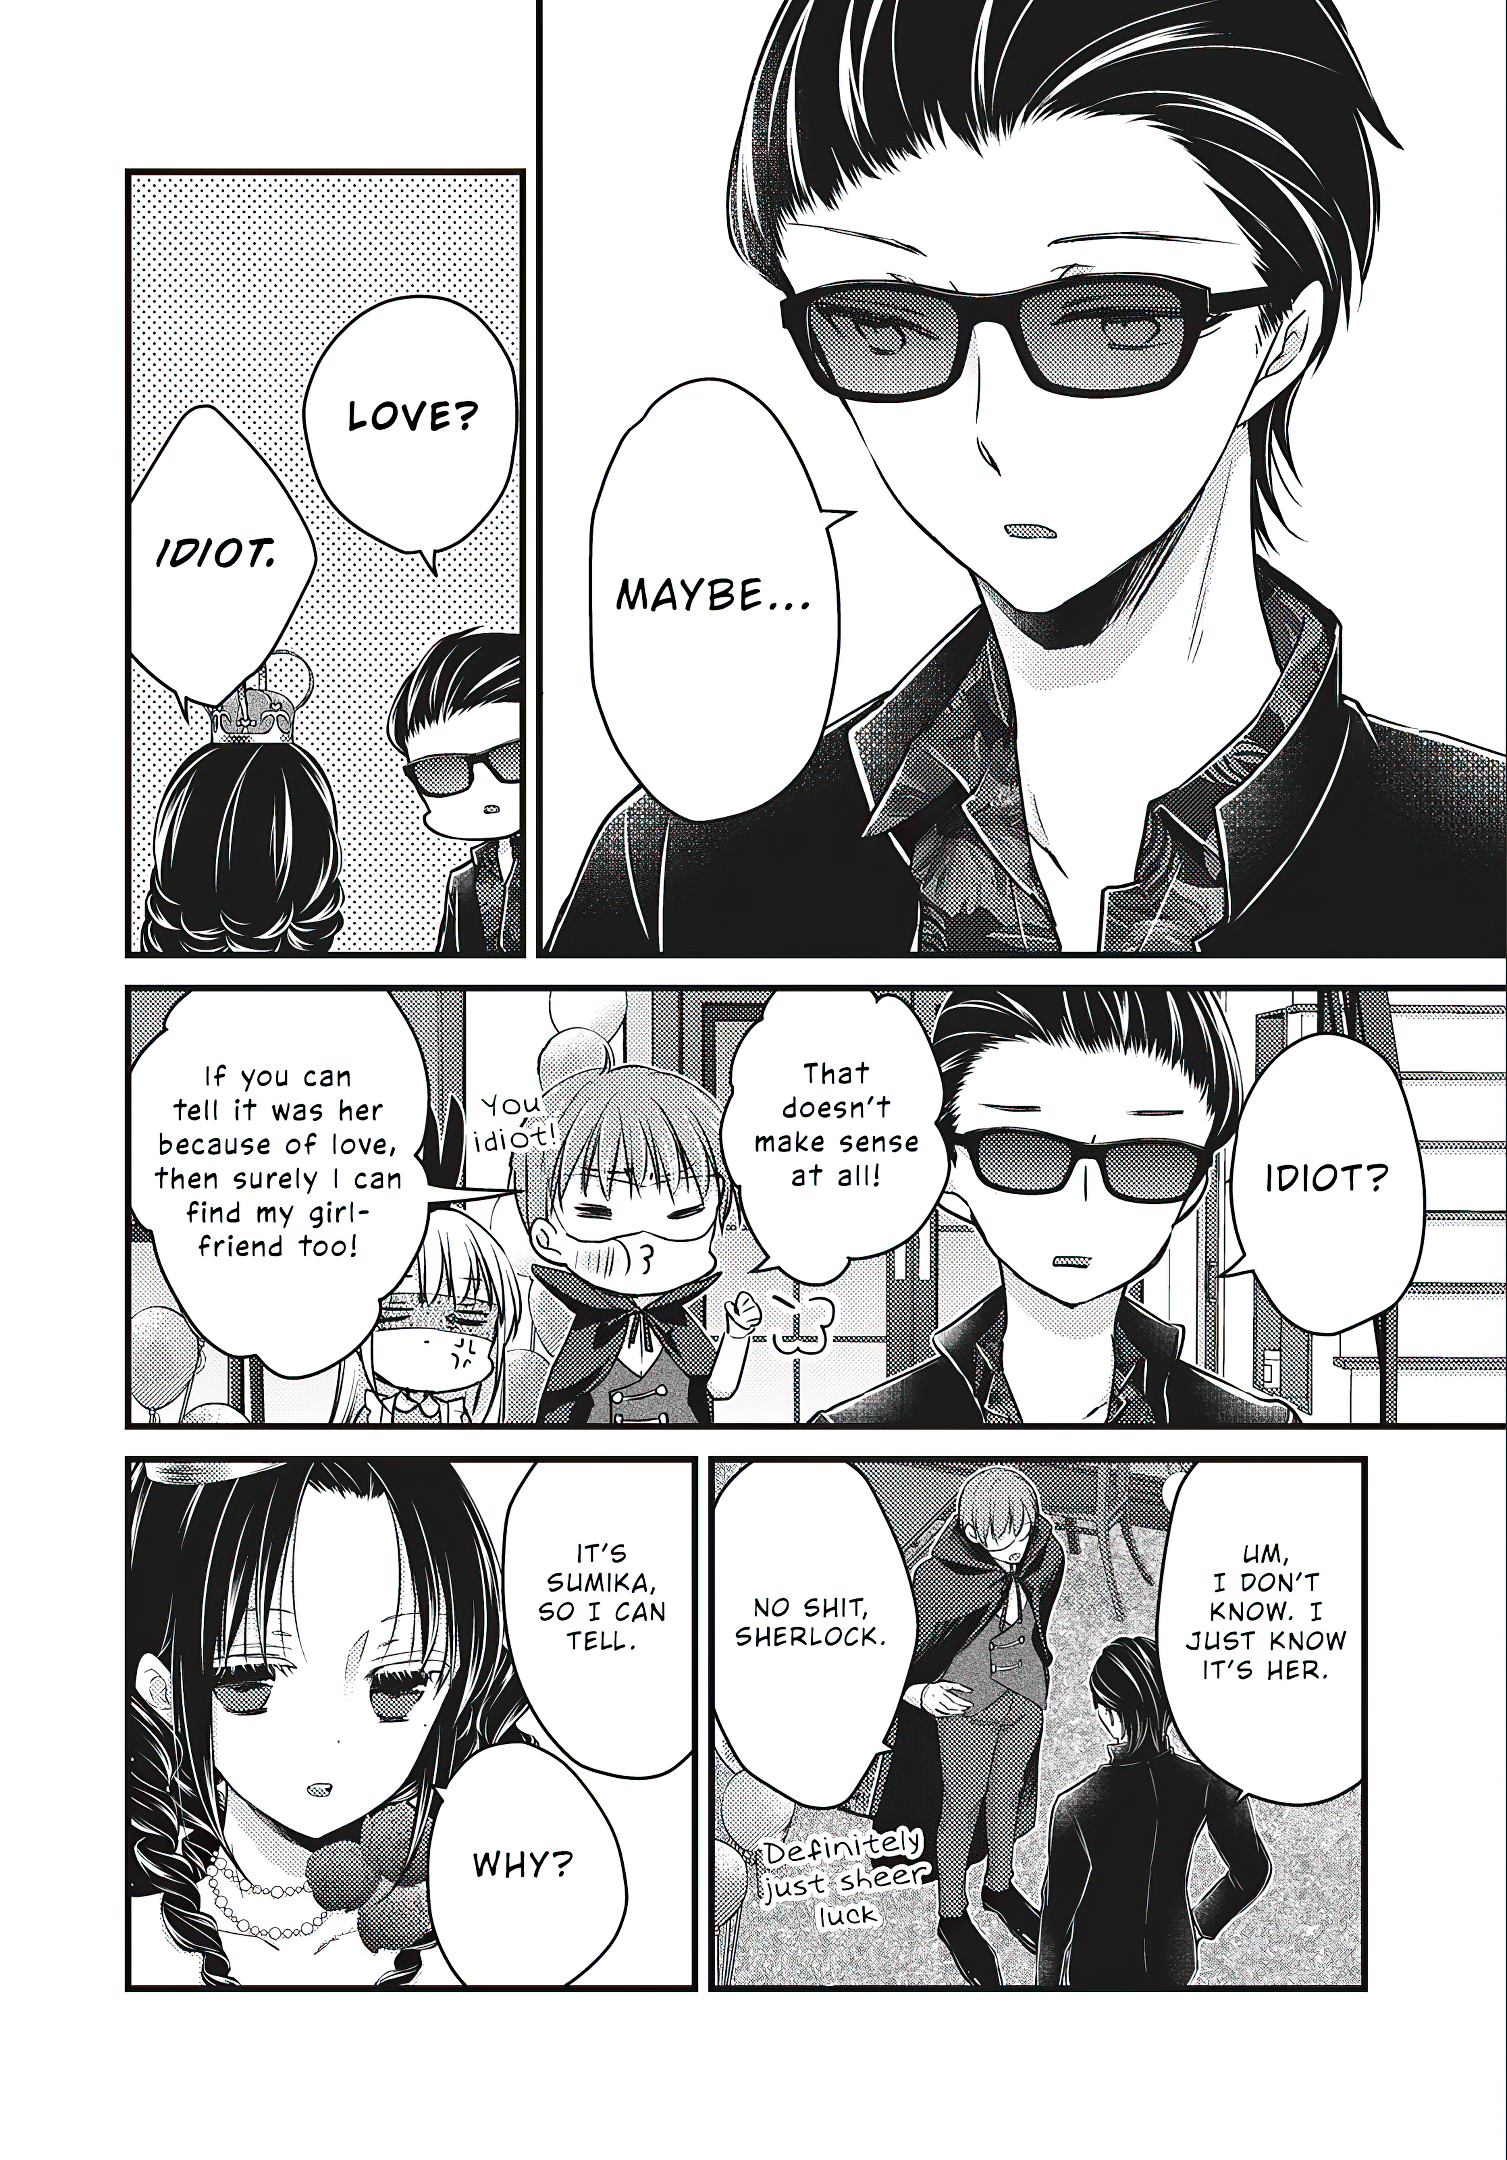 MAYBE...
LOVE?
IDIOT.
IDIOT?
That
doesn't
make sense
at all!
You
idiot!
If you can
tell it was her
because of love,
then surely I can
find my girl-
friend too!
UM,
I DON'T
KNOW. I
JUST KNOW
IT'S HER.
NO SHIT,
SHERLOCK.
Definitely
just sheer
luck
IT'S
SUMIKA,
SO I CAN
TELL.
WHY?